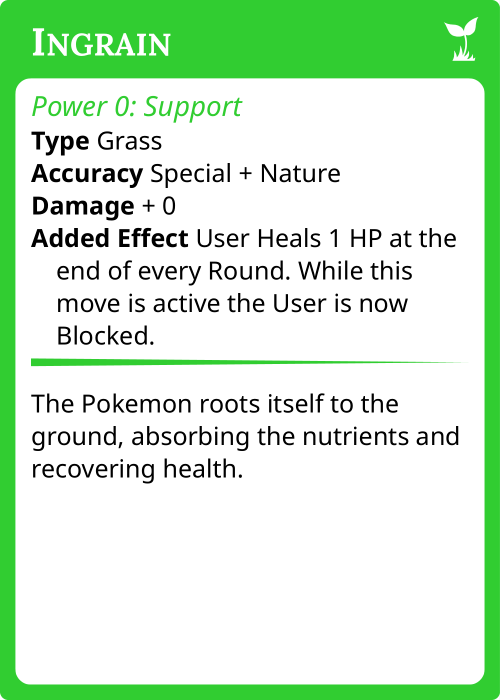 INGRAIN
Power 0: Support
Type Grass
Accuracy Special + Nature
Damage + 0
Added Effect User Heals 1 HP at the
end of every Round. While this
move is active the User is now
Blocked.
The Pokemon roots itself to the
ground, absorbing the nutrients and
recovering health.